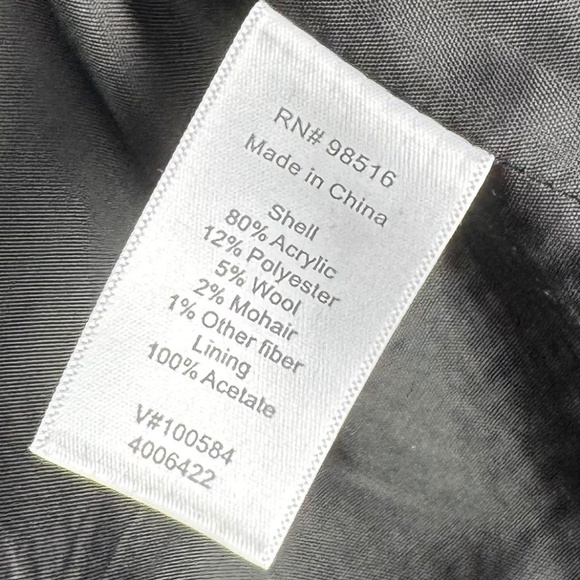 RN# 98516
Made in China
Shell
80% Acrylic
12% Polyester
5% Wool
2% Mohair
1% Other fiber
Lining
100% Acetate
V#100584
4006422